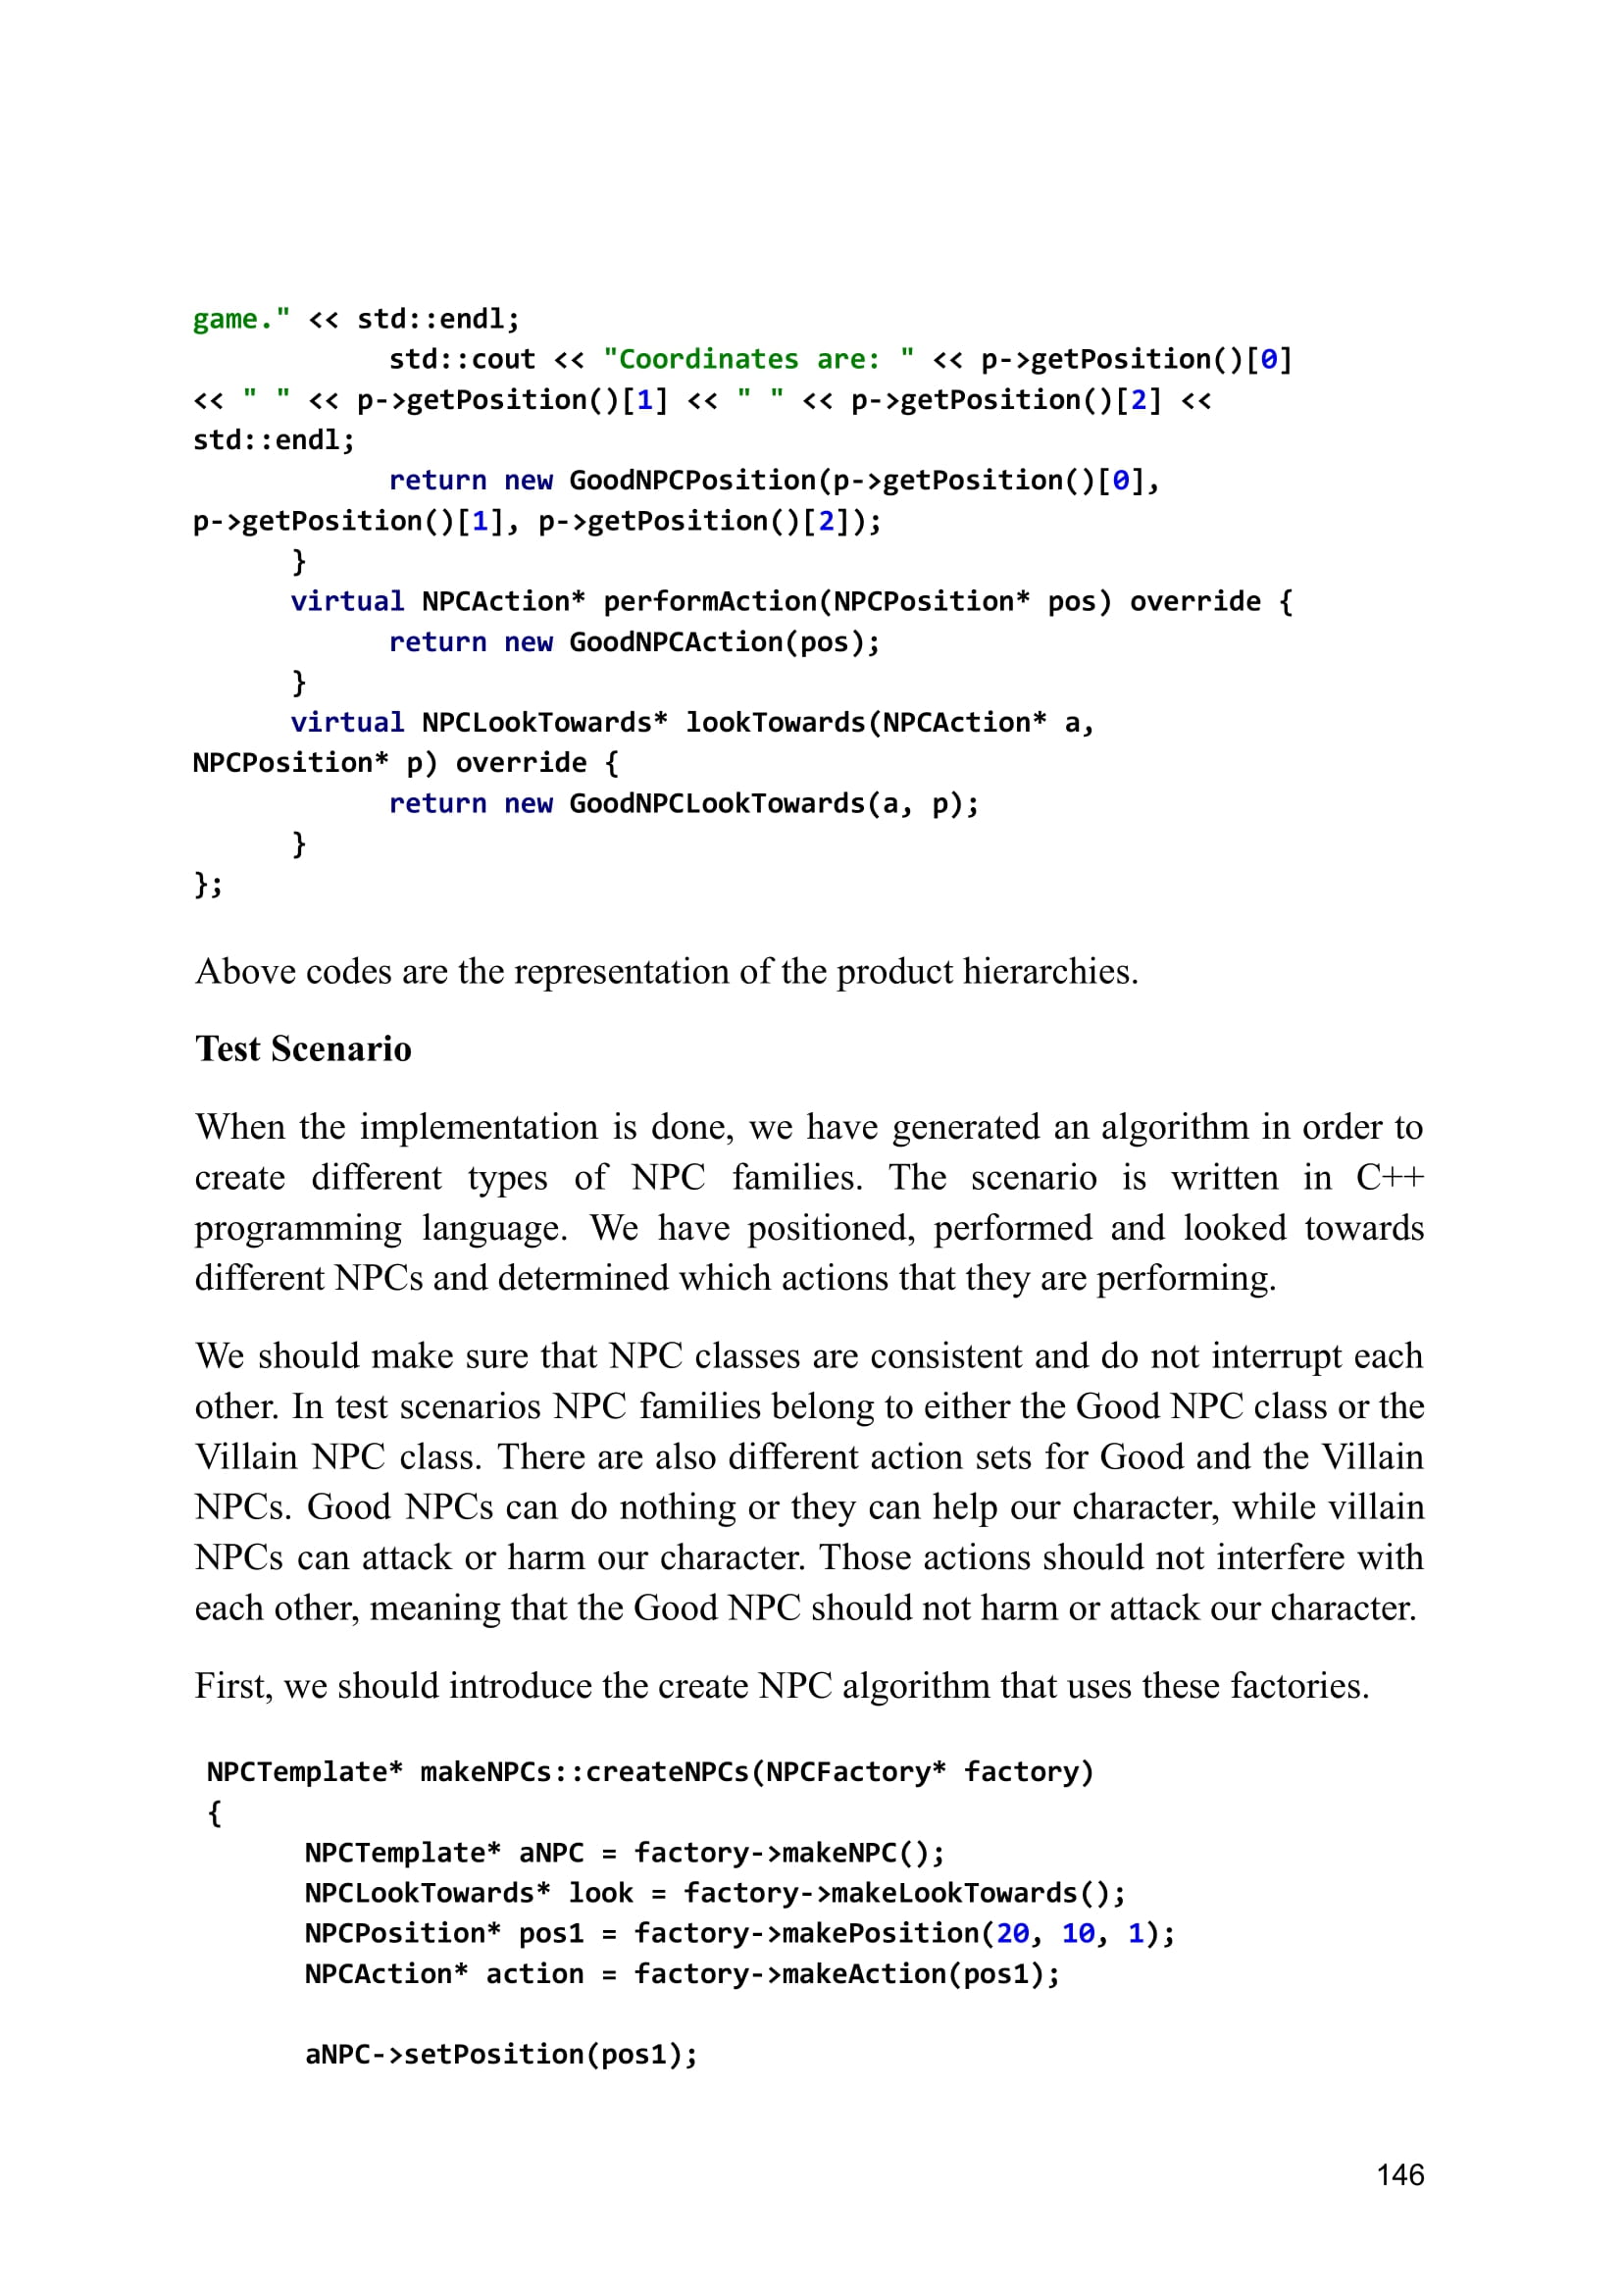 game." << std::endl;
            std::cout << "Coordinates are: " << p->getPosition()[0]
<< " " << p->getPosition()[1] << " " << p->getPosition()[2] <<
std::endl;
            return new GoodNPCPosition(p->getPosition()[0],
p->getPosition()[1], p->getPosition()[2]);
      }
      virtual NPCAction* performAction(NPCPosition* pos) override {
            return new GoodNPCAction(pos);
      }
      virtual NPCLookTowards* lookTowards(NPCAction* a,
NPCPosition* p) override {
            return new GoodNPCLookTowards(a, p);
      }
};
Above codes are the representation of the product hierarchies.
Test Scenario
When the implementation is done, we have generated an algorithm in order to
create different types of NPC families. The scenario is written in C++
programming language. We have positioned, performed and looked towards
different NPCs and determined which actions that they are performing.
We should make sure that NPC classes are consistent and do not interrupt each
other. In test scenarios NPC families belong to either the Good NPC class or the
Villain NPC class. There are also different action sets for Good and the Villain
NPCs. Good NPCs can do nothing or they can help our character, while villain
NPCs can attack or harm our character. Those actions should not interfere with
each other, meaning that the Good NPC should not harm or attack our character.
First, we should introduce the create NPC algorithm that uses these factories.
NPCTemplate* makeNPCs::createNPCs(NPCFactory* factory)
{
      NPCTemplate* aNPC = factory->makeNPC();
      NPCLookTowards* look = factory->makeLookTowards();
      NPCPosition* pos1 = factory->makePosition(20, 10, 1);
      NPCAction* action = factory->makeAction(pos1);
      aNPC->setPosition(pos1);
146